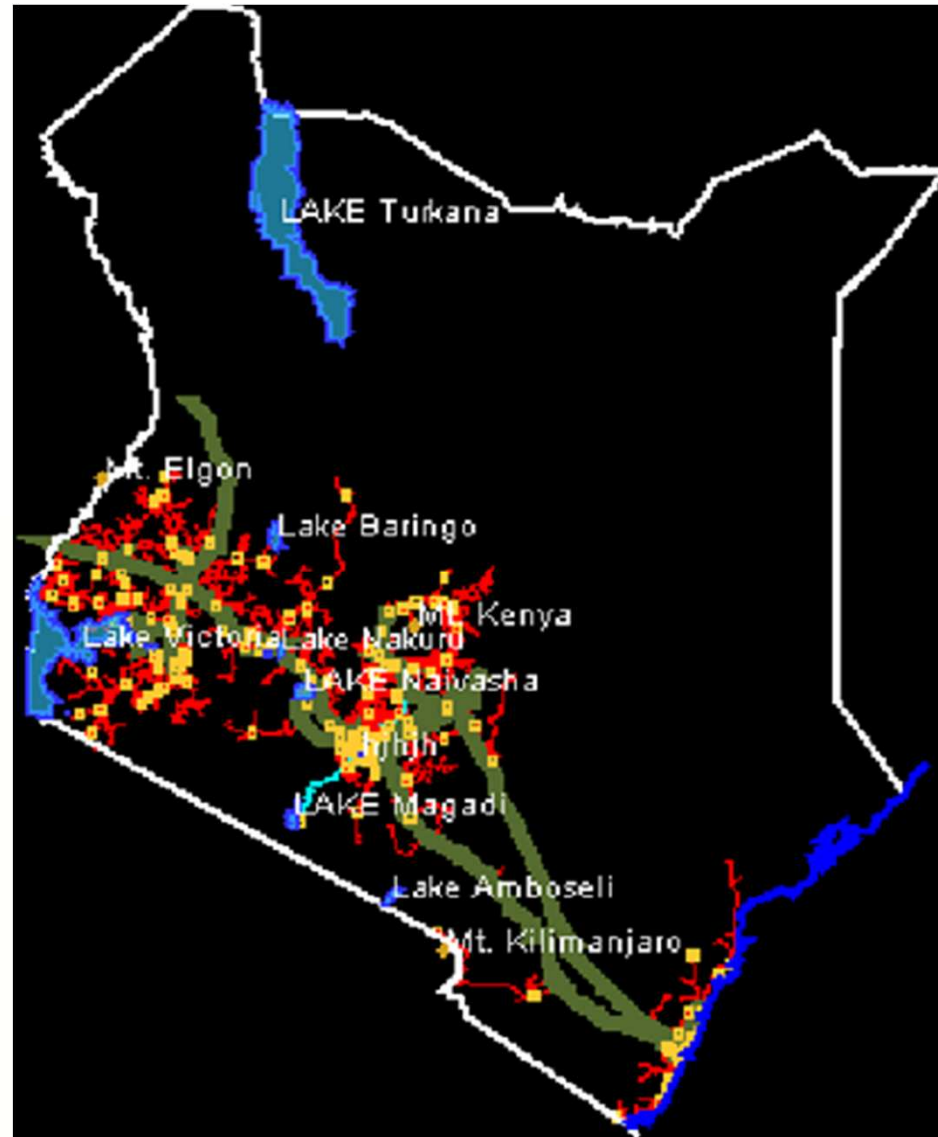 LAKE Turkana
Mt. Elgon
Lake Baringo
Mt. Kenya
Lake Victoria
Lake Nakuru
LAKE Naivasha
hjhjh
LAKE Magadi
Lake Amboseli
Mt. Kilimanjaro